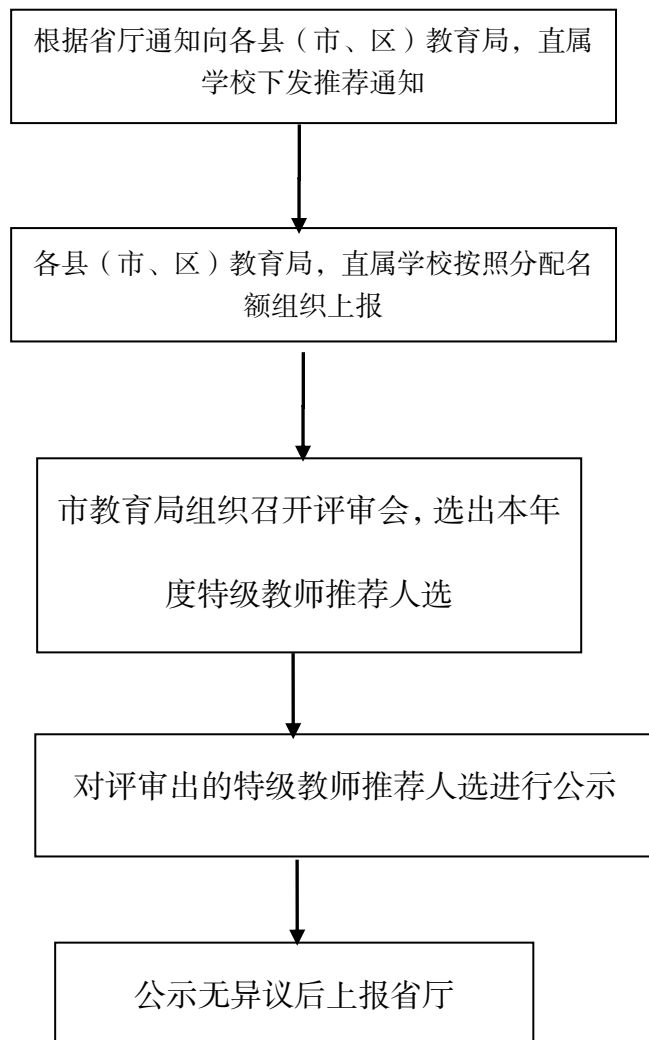 根据省厅通知向各县（市、区）教育局，直属
学校下发推荐通知
各县（市、区）教育局，直属学校按照分配名
额组织上报
市教育局组织召开评审会，选出本年
度特级教师推荐人选
对评审出的特级教师推荐人选进行公示
公示无异议后上报省厅